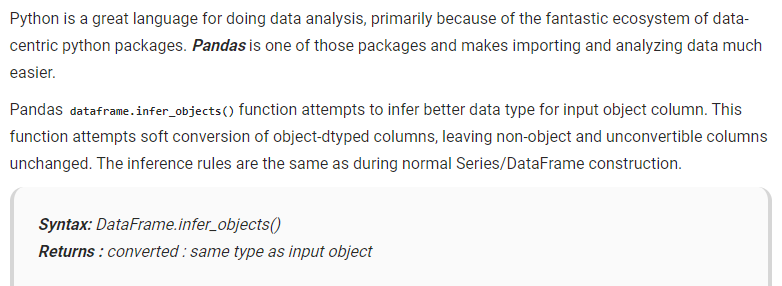 Python is a great language for doing data analysis, primarily because of the fantastic ecosystem of data-
centric python packages. Pandas is one of those packages and makes importing and analyzing data much
easier.
Pandas dataframe.infer_objects() function attempts to infer better data type for input object column. This
function attempts soft conversion of object-dtyped columns, leaving non-object and unconvertible columns
unchanged. The inference rules are the same as during normal Series/DataFrame construction.
Syntax: DataFrame.infer_objects()
Returns : converted : same type as input object